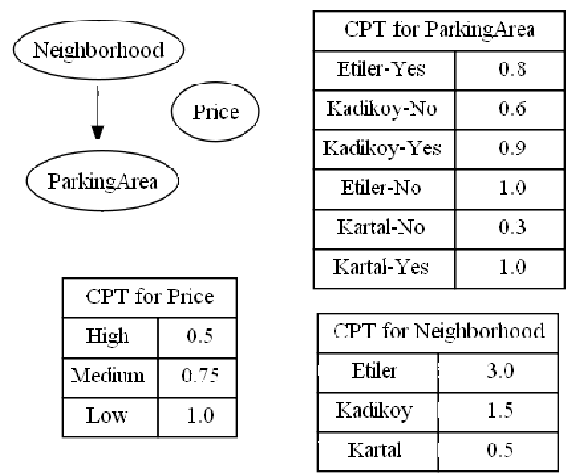 Neighborhood
Price
ParkingArea
CPT for ParkingArea
Etiler-Yes 0.8
Kadikoy-No 0.6
Kadikoy-Yes 0.9
Etiler-No 1.0
Kartal-No 0.3
Kartal-Yes 1.0
CPT for Price
High 0.5
Medium 0.75
Low 1.0
CPT for Neighborhood
Etiler 3.0
Kadikoy 1.5
Kartal 0.5